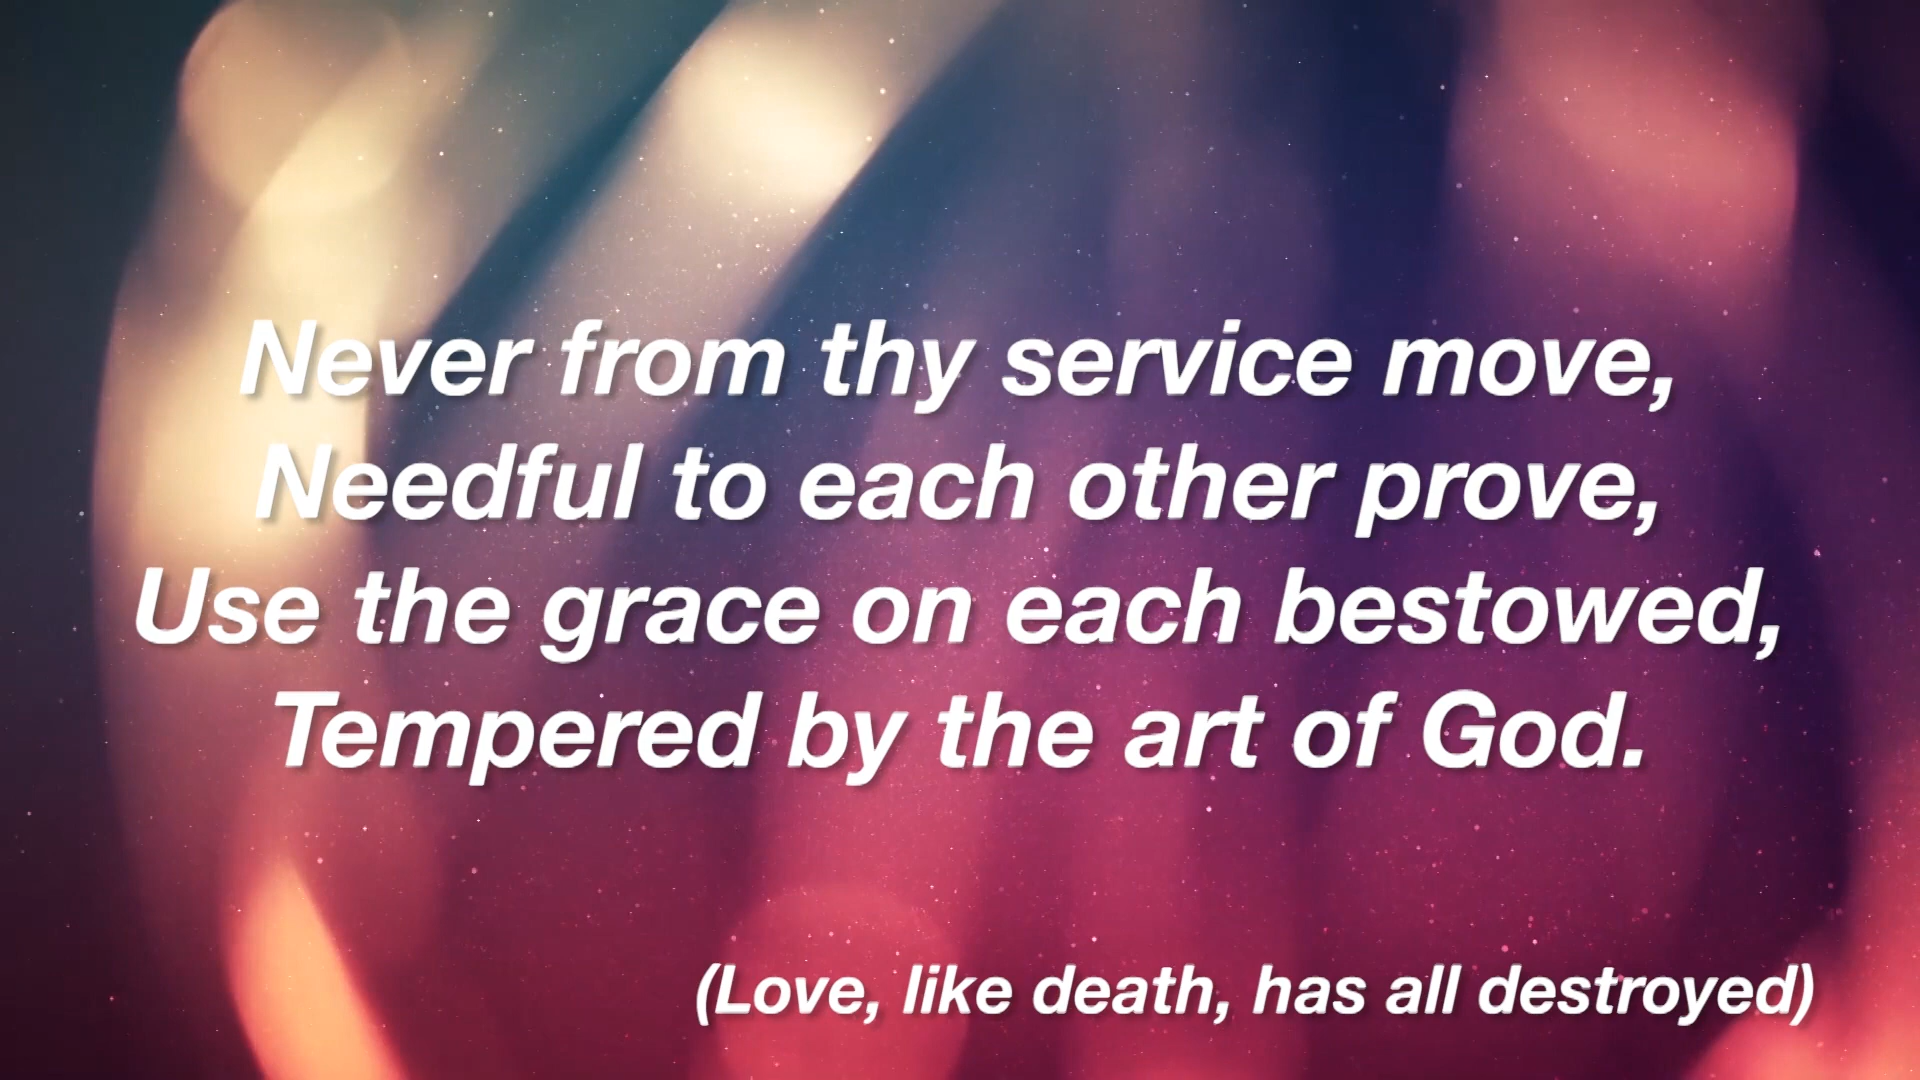 Never from thy service move,
Needful to each other prove,
Use the grace on each bestowed,
Tempered by the art of God.
(Love, like death, has all destroyed)